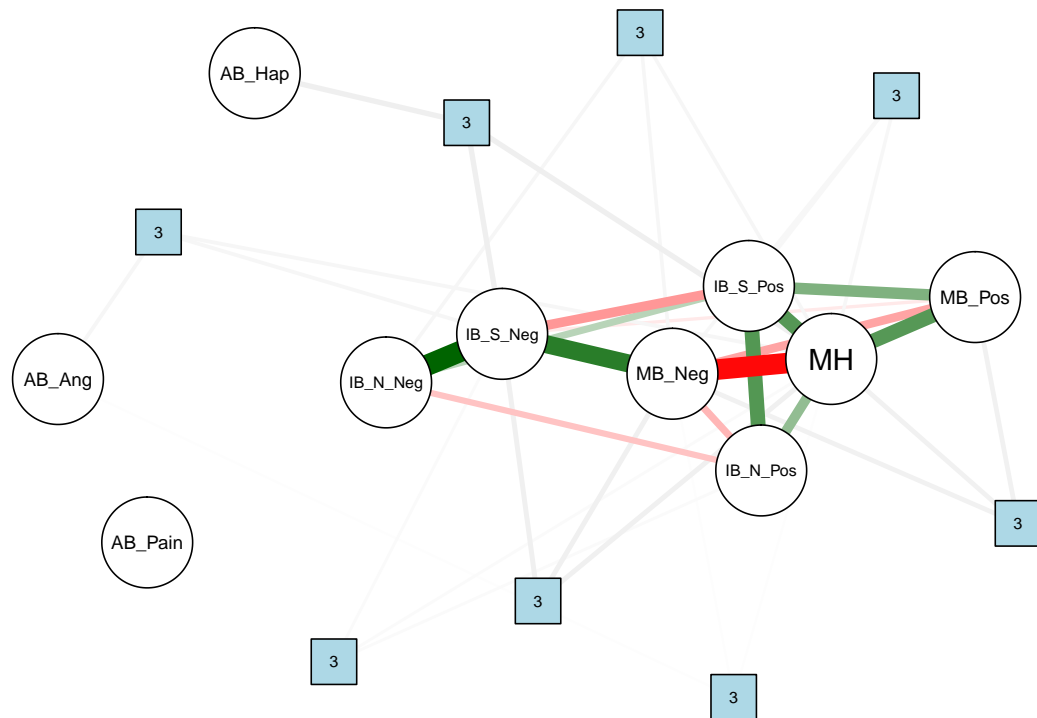 3
AB_Hap
3
3
3
IB_S_Pos
MB_Pos
IB_S_Neg
MH
MB_Neg
AB_Ang
IB_N_Neg
IB_N_Pos
3
AB_Pain
3
3
3